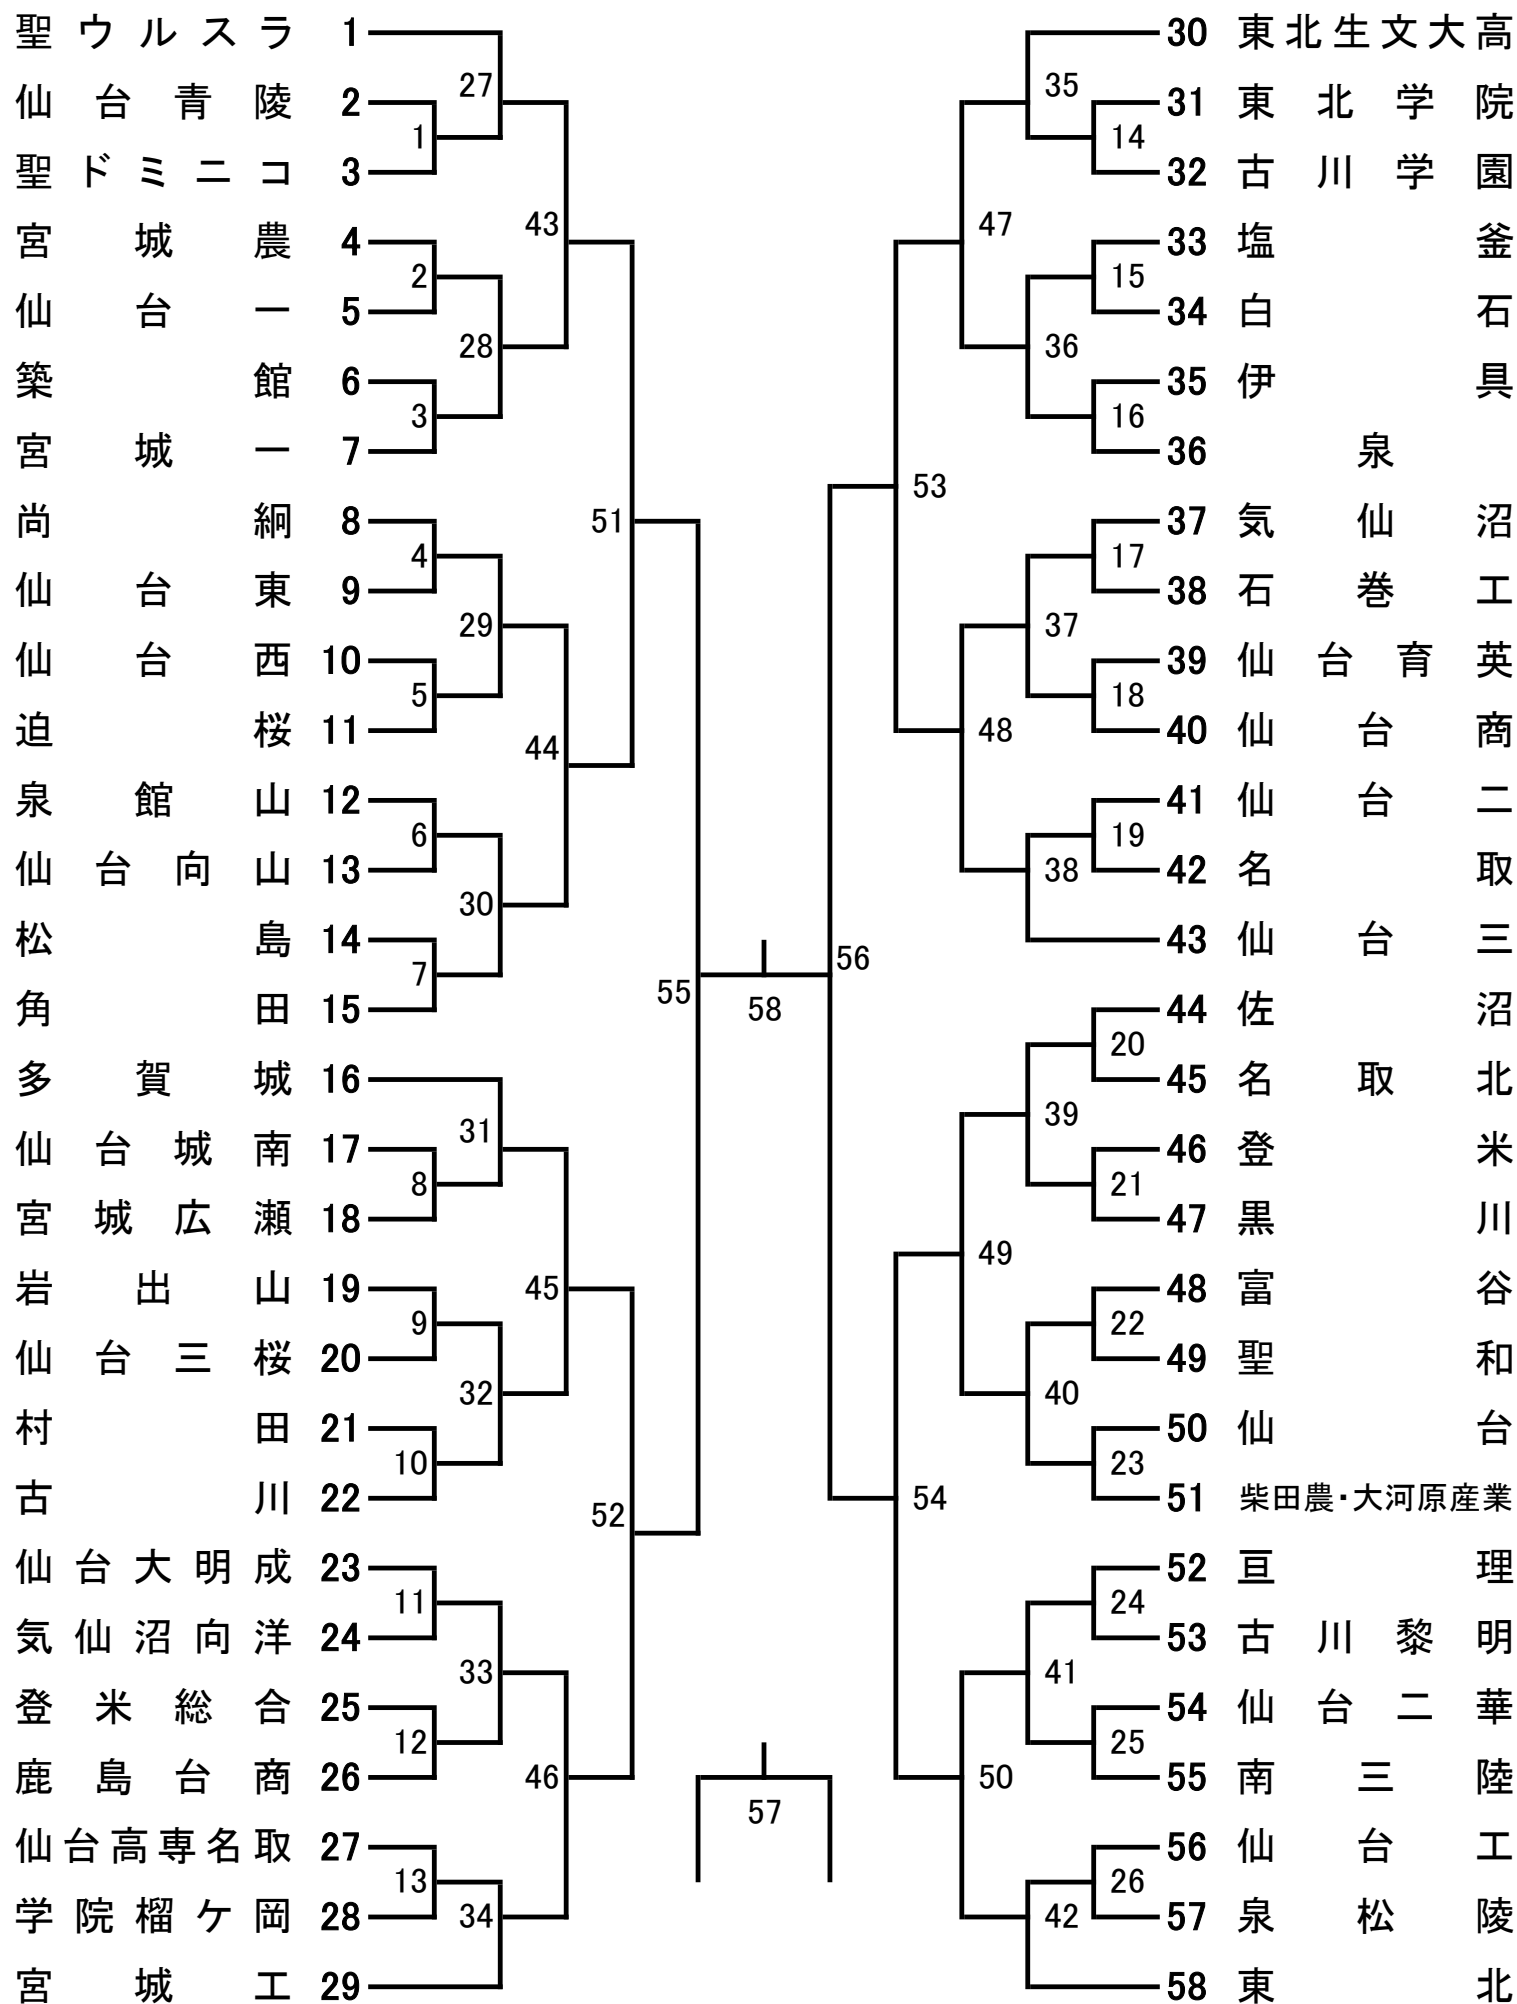 聖ウルスラ 1
仙台青陵 2
聖ドミニコ 3
宮城農 4
仙台一 5
築館 6
宮城一 7
尚絅 8
仙台東 9
仙台西 10
迫桜 11
泉館山 12
仙台向山 13
松島 14
角田 15
多賀城 16
仙台城南 17
宮城広瀬 18
岩出山 19
仙台三桜 20
村田 21
古川 22
仙台大明成 23
気仙沼向洋 24
登米総合 25
鹿島台商 26
仙台高専名取 27
学院榴ケ岡 28
宮城工 29
1
2
3
4
5
6
7
8
9
10
11
12
13
27
28
29
30
31
32
33
34
43
44
45
46
51
52
55
58
57
56
53
54
47
48
49
50
35
36
37
38
39
40
41
42
14
15
16
17
18
19
20
21
22
23
24
25
26
30 東北生文大高
31 東北学院
32 古川学園
33 塩釜
34 白石
35 伊具
36 泉
37 気仙沼
38 石巻工
39 仙台育英
40 仙台商
41 仙台二
42 名取
43 仙台三
44 佐沼
45 名取北
46 登米
47 黒川
48 富谷
49 聖和
50 仙台
51 柴田農・大河原産業
52 亘理
53 古川黎明
54 仙台二華
55 南三陸
56 仙台工
57 泉松陵
58 東北